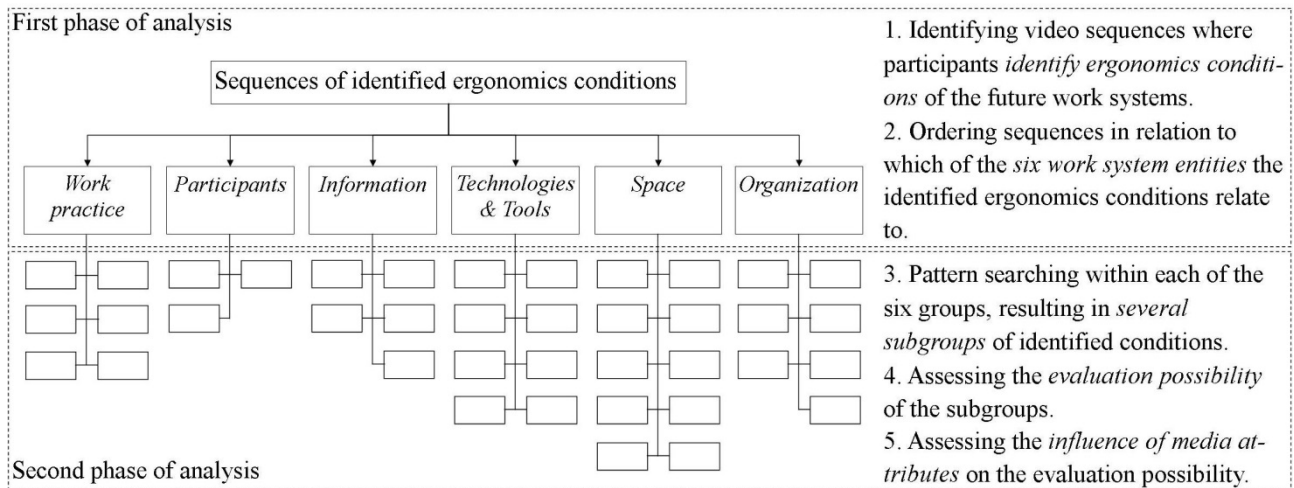 First phase of analysis
Sequences of identified ergonomics conditions
Work
practice
Participants
Information
Technologies
& Tools
Space
Organization
1. Identifying video sequences where
participants identify ergonomics conditi-
ons of the future work systems.
2. Ordering sequences in relation to
which of the six work system entities the
identified ergonomics conditions relate
to.
3. Pattern searching within each of the
six groups, resulting in several
subgroups of identified conditions.
4. Assessing the evaluation possibility
of the subgroups.
5. Assessing the influence of media at-
tributes on the evaluation possibility.
Second phase of analysis